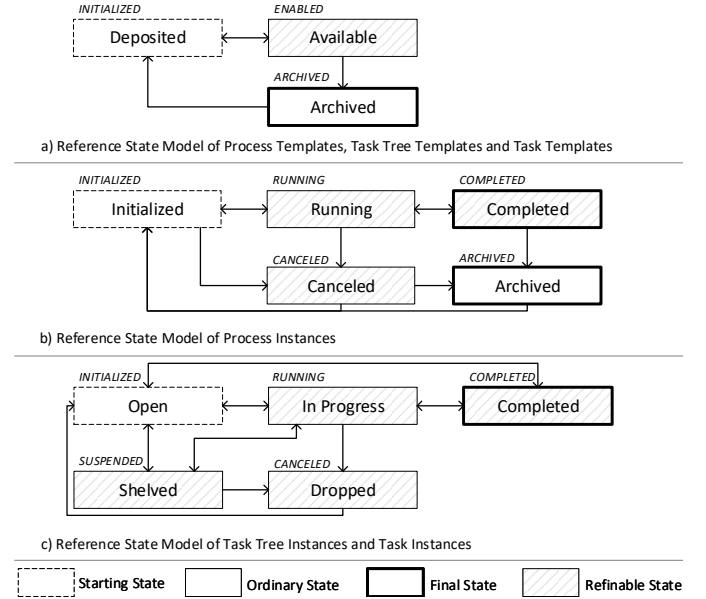 INITIALIZED ENABLED
Deposited Available
ARCHIVED
Archived
a) Reference State Model of Process Templates, Task Tree Templates and Task Templates
INITIALIZED RUNNING COMPLETED
Initialized Running Completed
CANCELED ARCHIVED
Canceled Archived
b) Reference State Model of Process Instances
INITIALIZED RUNNING COMPLETED
Open In Progress Completed
SUSPENDED CANCELED
Shelved Dropped
c) Reference State Model of Task Tree Instances and Task Instances
Starting State Ordinary State Final State Refinable State